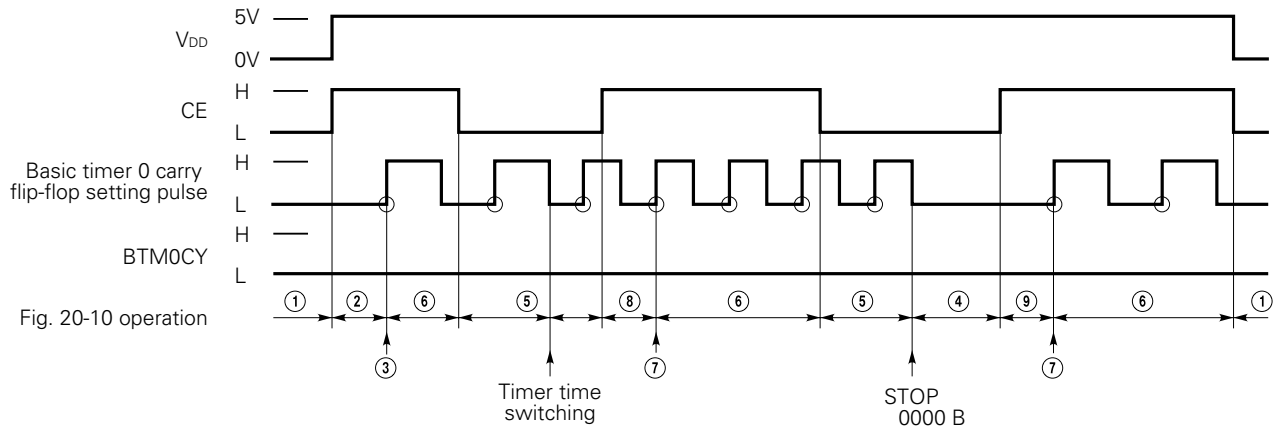 5V
VDD
0V
H
CE
L
H
Basic timer 0 carry
flip-flop setting pulse
L
H
BTM0CY
L
① ② ⑥ ⑤ ⑧ ⑥ ⑤ ④ ⑨ ⑥ ①
Fig. 20-10 operation
③ ⑦ ⑦
Timer time
switching
STOP
0000 B